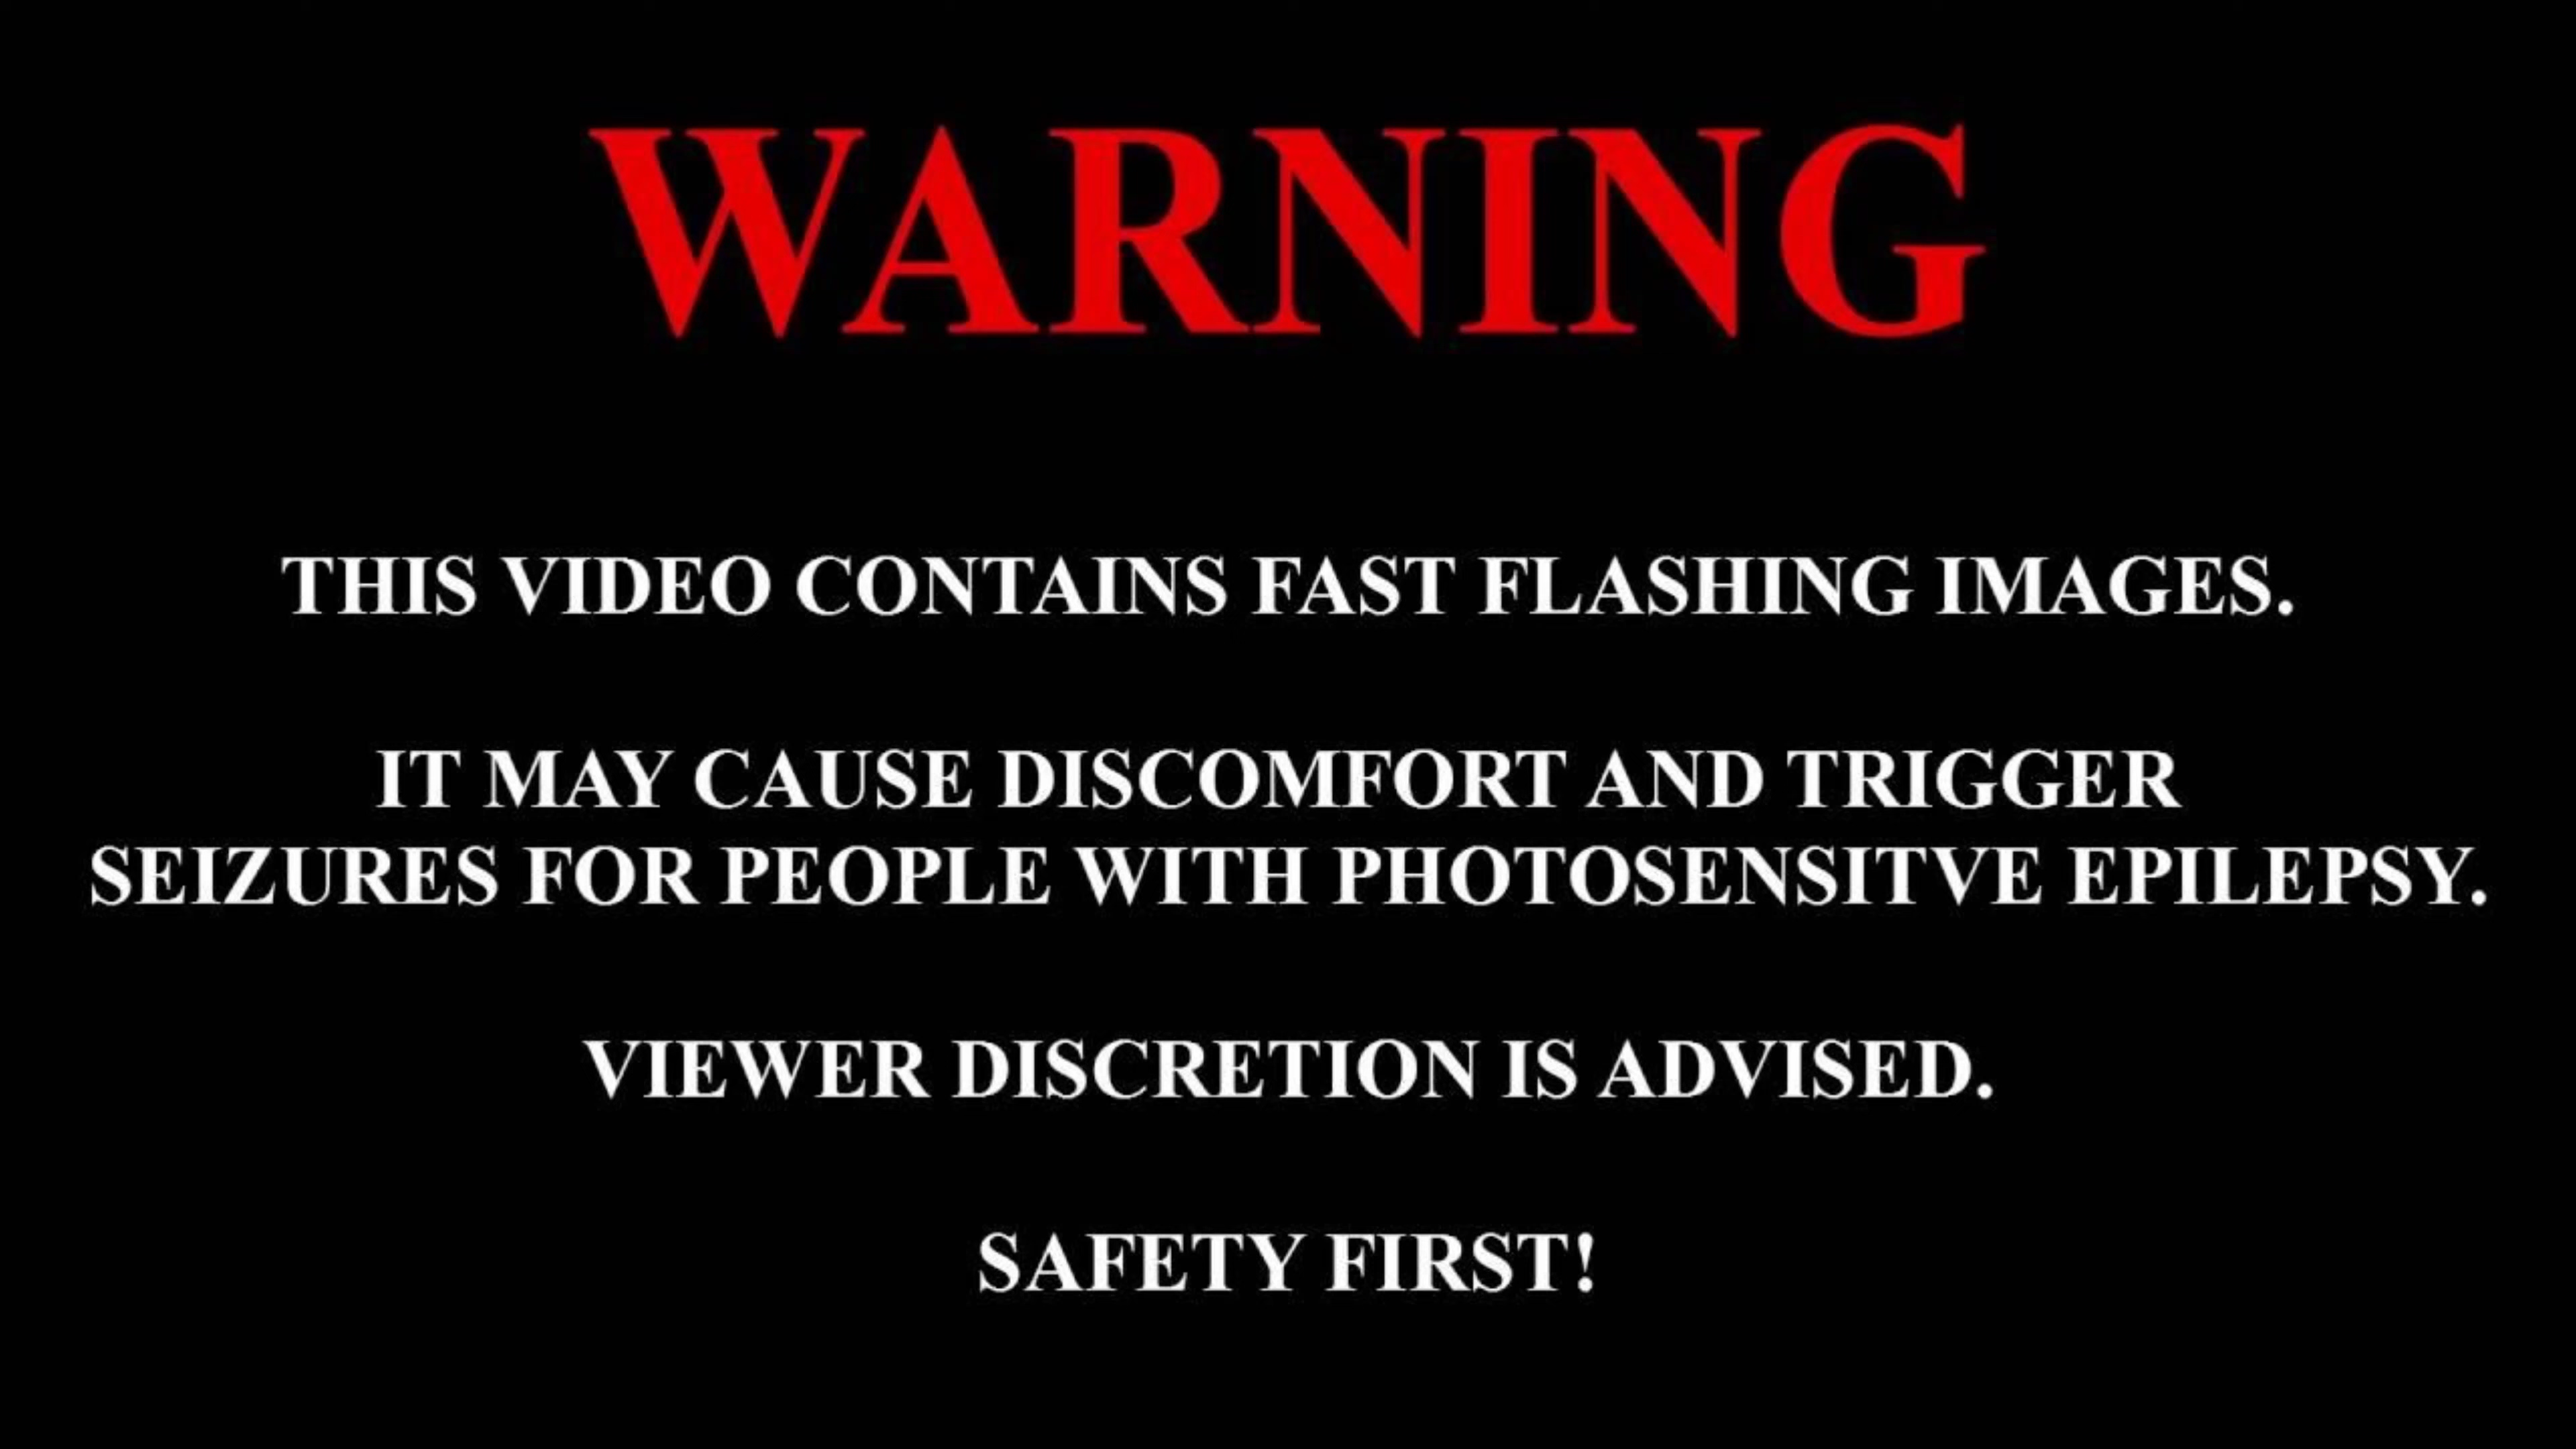 WARNING
THIS VIDEO CONTAINS FAST FLASHING IMAGES.
IT MAY CAUSE DISCOMFORT AND TRIGGER
SEIZURES FOR PEOPLE WITH PHOTOSENSITVE EPILEPSY.
VIEWER DISCRETION IS ADVISED.
SAFETY FIRST!